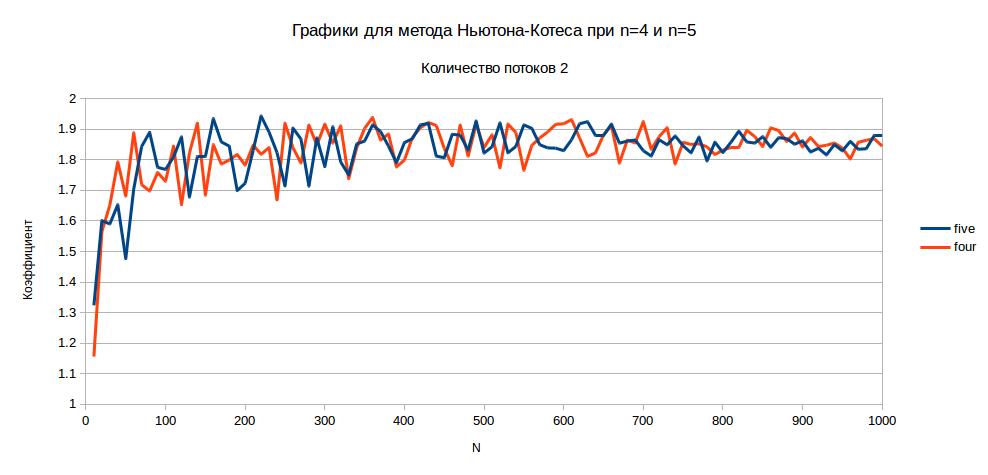 Графики для метода Ньютона-Котеса при n=4 и n=5
Количество потоков 2
2
1.9
1.8
1.7
1.6
1.5
1.4
1.3
1.2
1.1
1
Коэффициент
0 100 200 300 400 500 600 700 800 900 1000
N
five
four